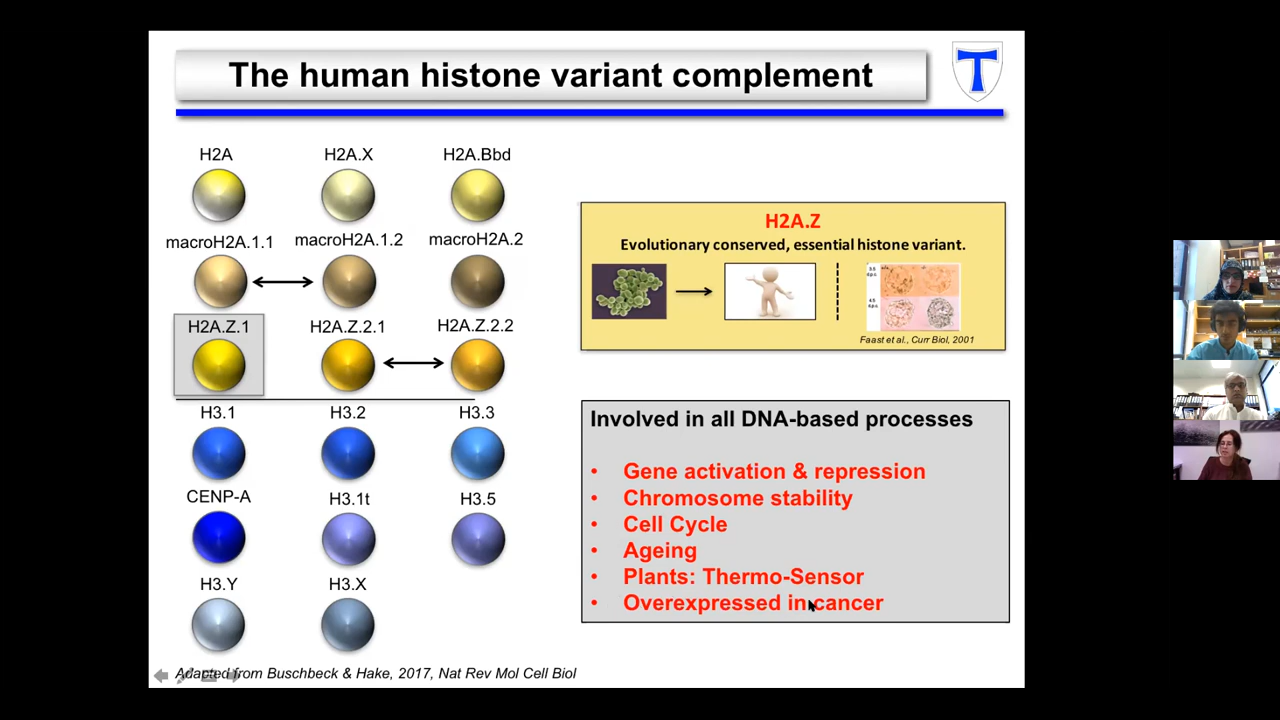 The human histone variant complement
T
H2A
H2A.X
H2A.Bbd
macroH2A.1.1
macroH2A.1.2
macroH2A.2
H2A.Z.1
H2A.Z.2.1
H2A.Z.2.2
H3.1
H3.2
H3.3
CENP-A
H3.1t
H3.5
H3.Y
H3.X
Adapted from Buschbeck & Hake, 2017, Nat Rev Mol Cell Biol
H2A.Z
Evolutionary conserved, essential histone variant.
Faast et al., Curr Biol, 2001
Involved in all DNA-based processes
• Gene activation & repression
• Chromosome stability
• Cell Cycle
• Ageing
• Plants: Thermo-Sensor
• Overexpressed in cancer